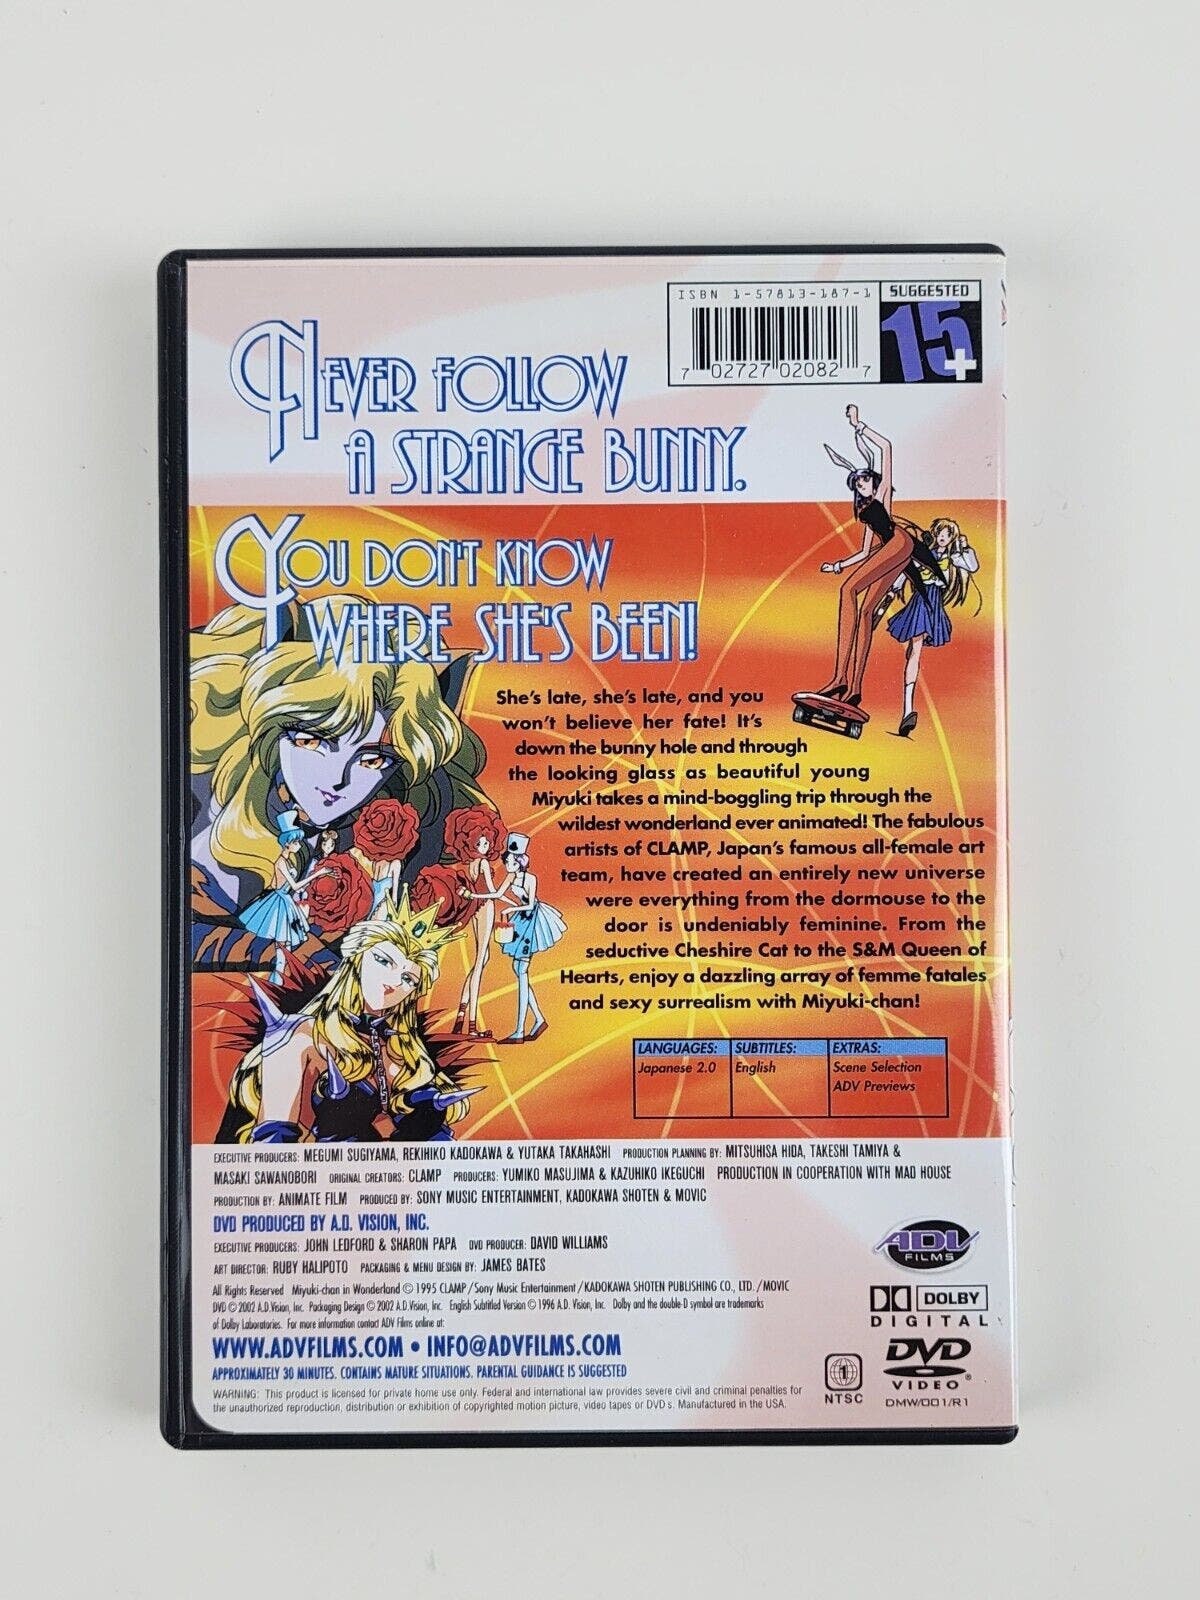 ISBN 1-57813-187-1
SUGGESTED
15+
7 02727 02082 7
NEVER FOLLOW
A STRANGE BUNNY.
YOU DON'T KNOW
WHERE SHE'S BEEN!
She's late, she's late, and you
won't believe her fate! It's
down the bunny hole and through
the looking glass as beautiful young
Miyuki takes a mind-boggling trip through the
wildest wonderland ever animated! The fabulous
artists of CLAMP, Japan's famous all-female art
team, have created an entirely new universe
were everything from the dormouse to the
door is undeniably feminine. From the
seductive Cheshire Cat to the S&M Queen of
Hearts, enjoy a dazzling array of femme fatales
and sexy surrealism with Miyuki-chan!
LANGUAGES: SUBTITLES: EXTRAS:
Japanese 2.0 English Scene Selection
ADV Previews
EXECUTIVE PRODUCERS: MEGUMI SUGIYAMA, REKIHIKO KADOKAWA & YUTAKA TAKAHASHI PRODUCTION PLANNING BY: MITSUHISA HIDA, TAKESHI TAMIYA &
MASAKI SAWANOBORI ORIGINAL CREATORS: CLAMP PRODUCERS: YUMIKO MASUJIMA & KAZUHIKO IKEGUCHI PRODUCTION IN COOPERATION WITH MAD HOUSE
PRODUCTION BY: ANIMATE FILM PRODUCED BY: SONY MUSIC ENTERTAINMENT, KADOKAWA SHOTEN & MOVIC
DVD PRODUCED BY A.D. VISION, INC.
EXECUTIVE PRODUCERS: JOHN LEDFORD & SHARON PAPA DVD PRODUCER: DAVID WILLIAMS
ART DIRECTOR: RUBY HALIPOTO PACKAGING & MENU DESIGN BY: JAMES BATES
All Rights Reserved Miyuki-chan in Wonderland © 1995 CLAMP/Sony Music Entertainment/KADOKAWA SHOTEN PUBLISHING CO., LTD./MOVIC
DVD © 2002 A.D. Vision, Inc. Packaging Design © 2002 A.D. Vision, Inc. English Subtitled Version © 1996 A.D. Vision, Inc. Dolby and the double-D symbol are trademarks
of Dolby Laboratories. For more information contact ADV Films online at:
WWW.ADVFILMS.COM • INFO@ADVFILMS.COM
APPROXIMATELY 30 MINUTES. CONTAINS MATURE SITUATIONS. PARENTAL GUIDANCE IS SUGGESTED
WARNING: This product is licensed for private home use only. Federal and international law provides severe civil and criminal penalties for
the unauthorized reproduction, distribution or exhibition of copyrighted motion picture, video tapes or DVD s. Manufactured in the USA.
ADV
FILMS
DOLBY
DIGITAL
1
NTSC
DVD
VIDEO®
DMW/001/R1